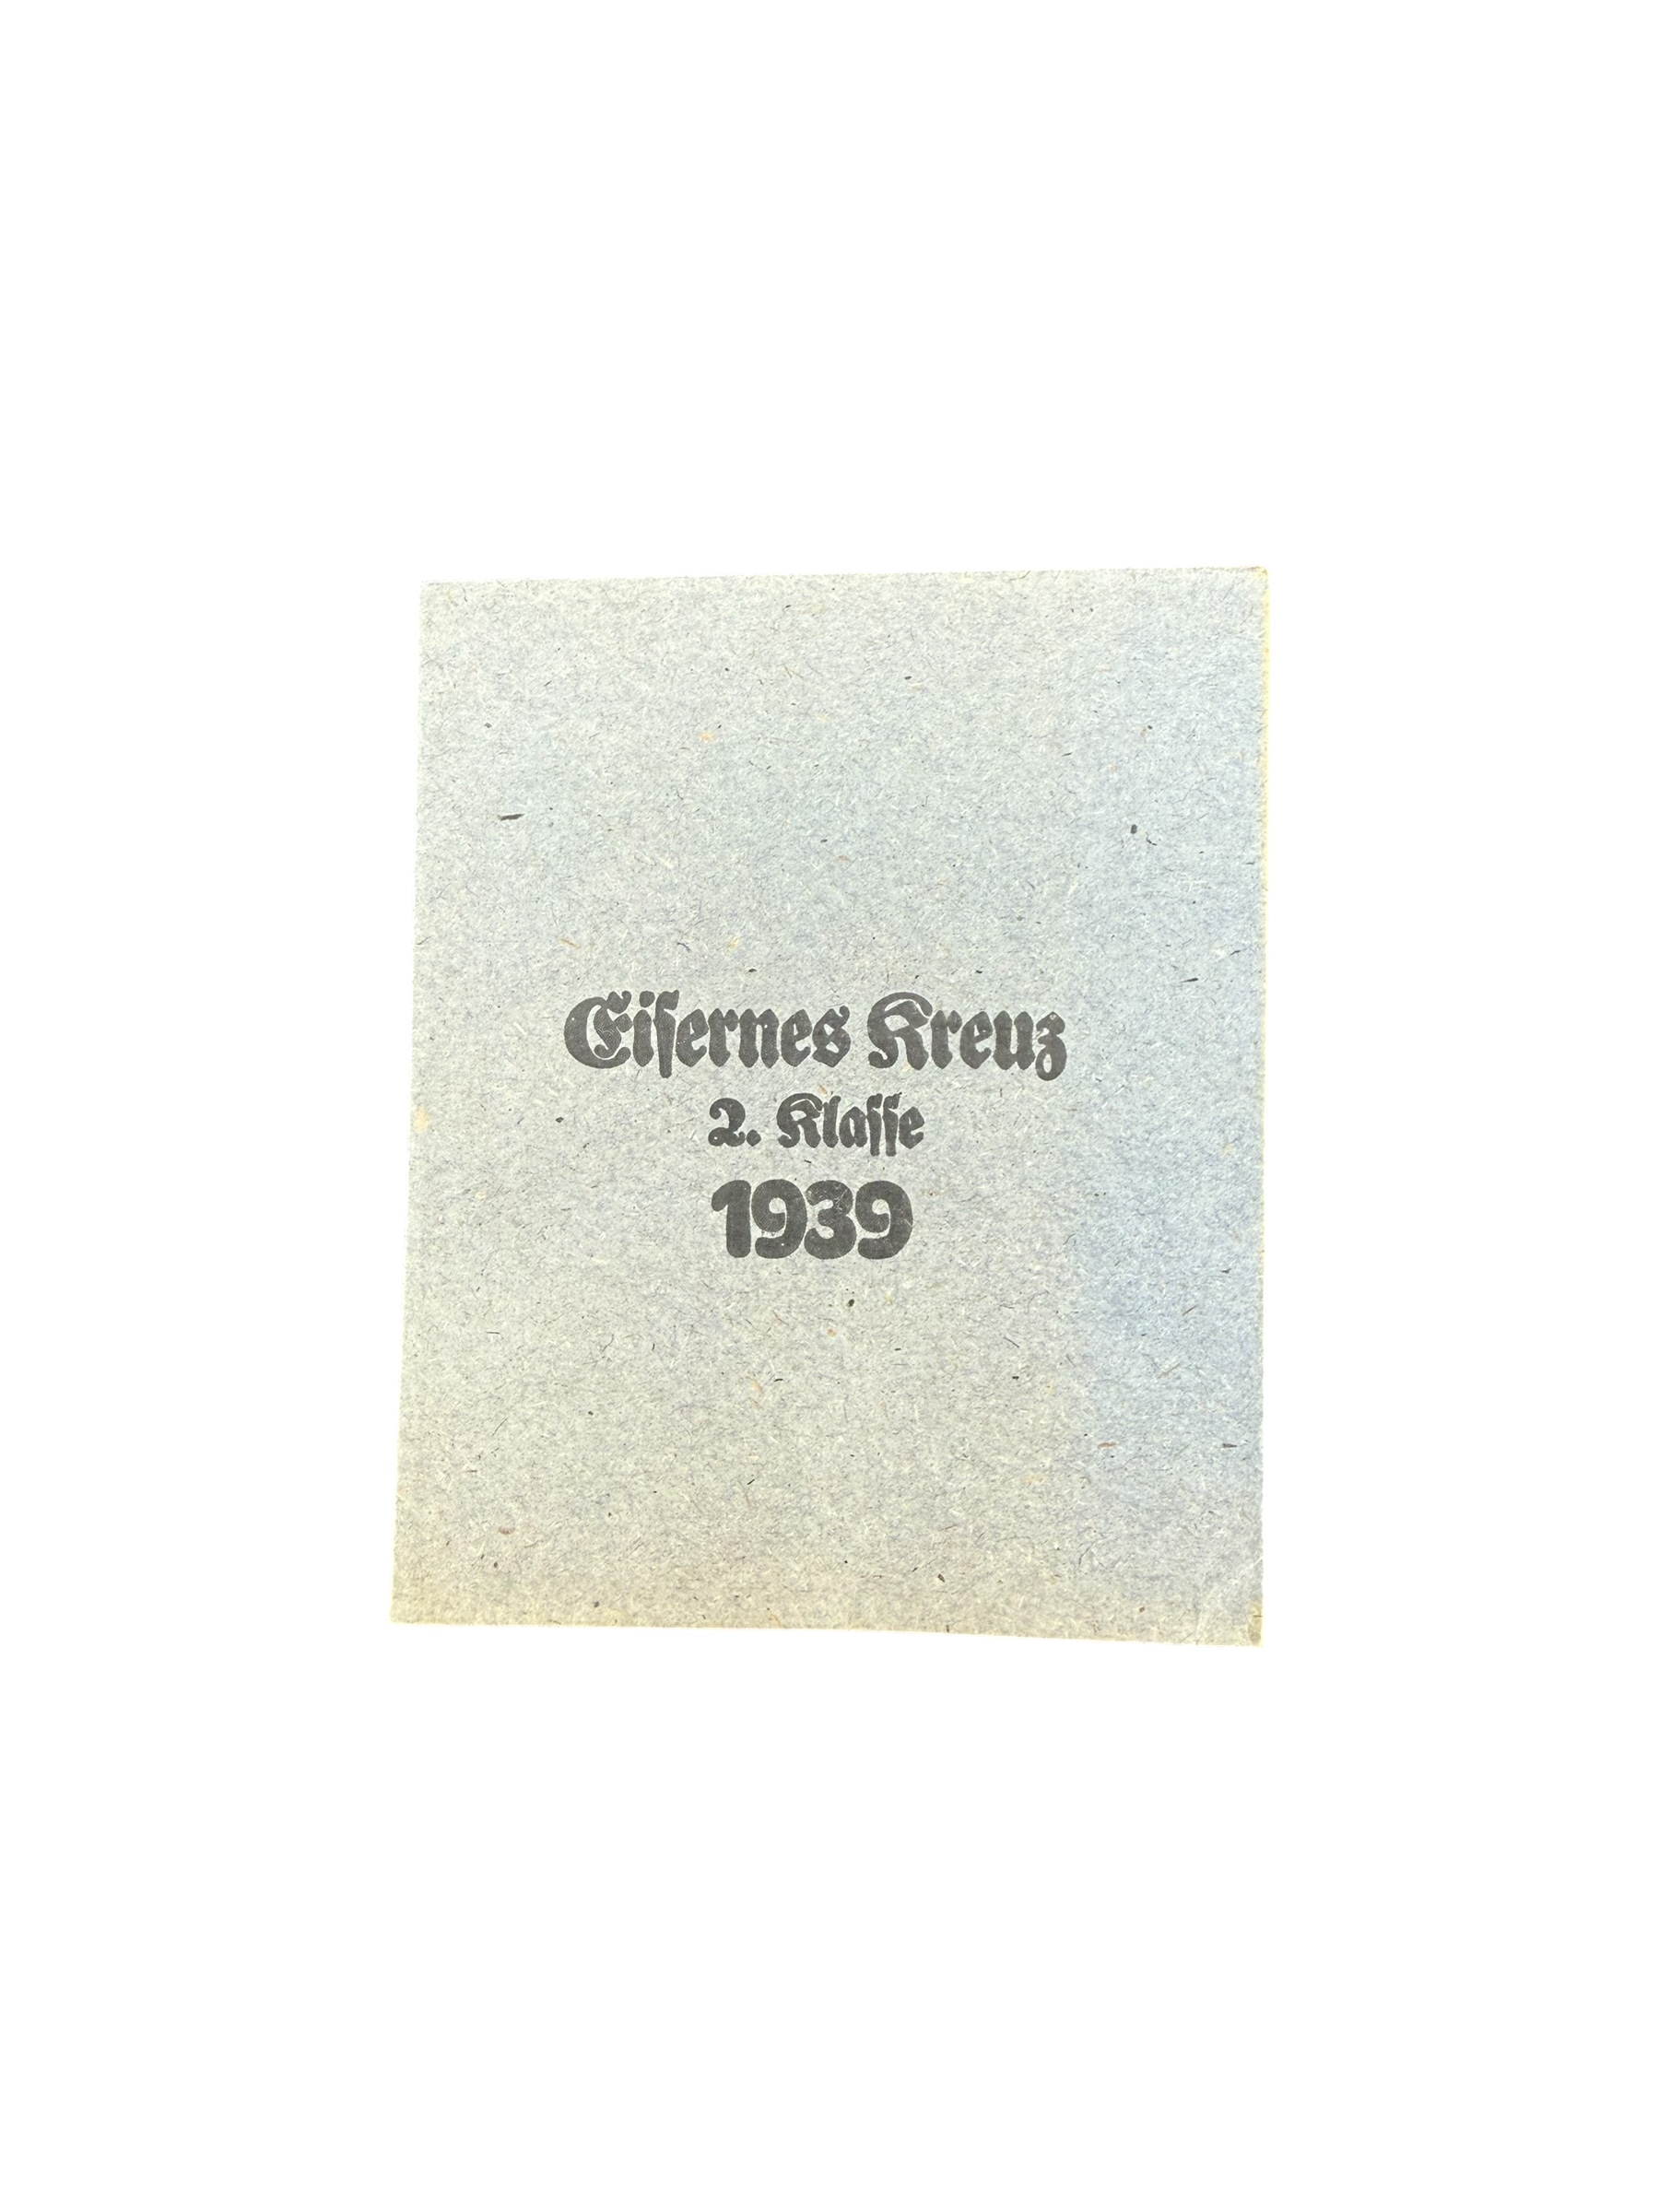 Eiſernes Kreuz
2. Klaſſe
1939